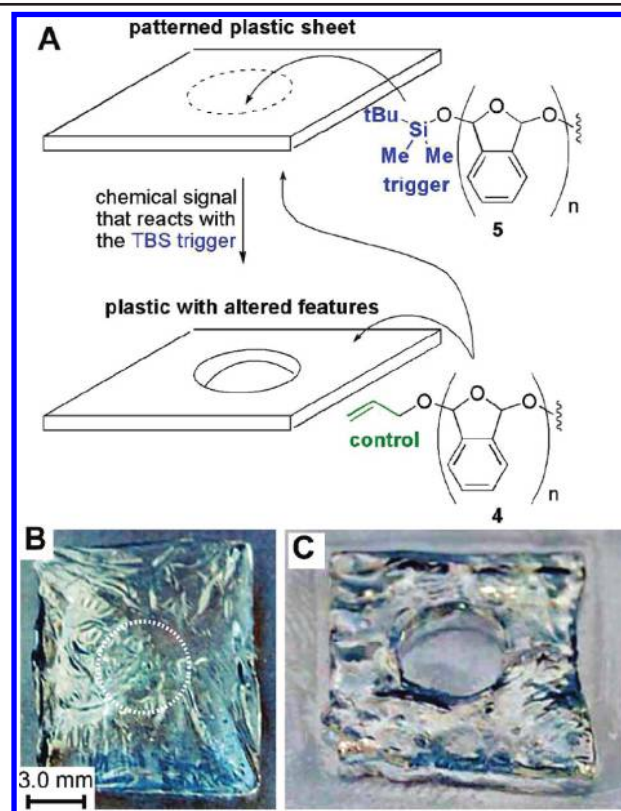 A
patterned plastic sheet
tBu
Si
O
O
O
Me
Me
trigger
n
5
chemical signal
that reacts with
the TBS trigger
plastic with altered features
O
O
O
control
n
4
B
C
3.0 mm